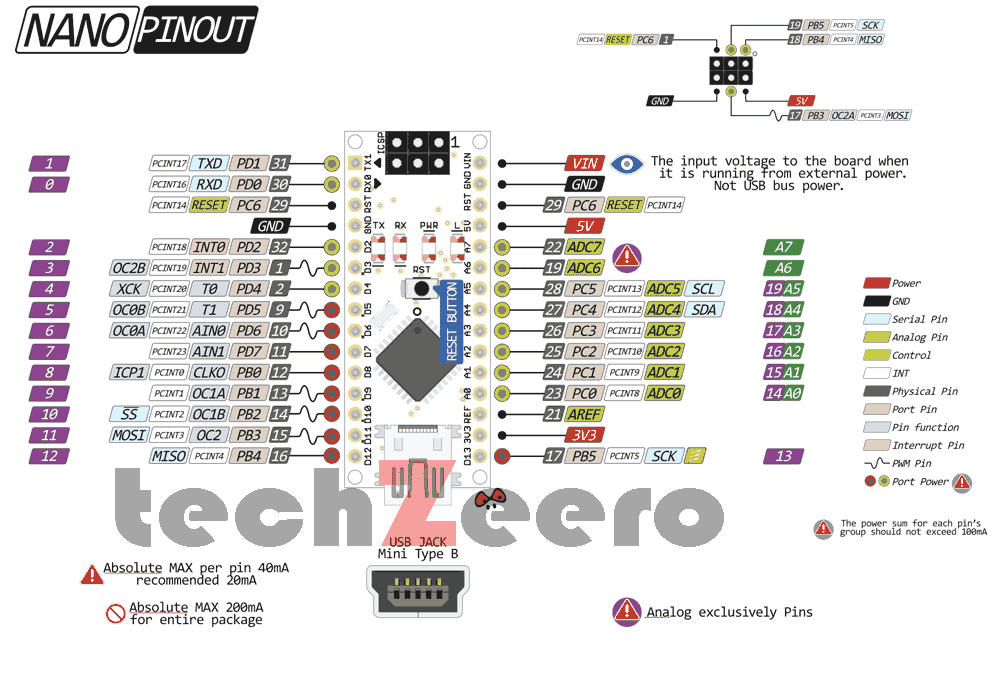 NANO PINOUT
19 PB5 PCINT5 SCK
PCINT14 RESET PC6 1
18 PB4 PCINT4 MISO
GND
5V
17 PB3 OC2A PCINT3 MOSI
ICSP
1
1 PCINT17 TXD PD1 31 TX1
0 PCINT16 RXD PD0 30 RX0
PCINT14 RESET PC6 29 RST
GND GND
2 PCINT18 INT0 PD2 32 D2
3 OC2B PCINT19 INT1 PD3 1 D3
4 XCK PCINT20 T0 PD4 2 D4
5 OC0B PCINT21 T1 PD5 9 D5
6 OC0A PCINT22 AIN0 PD6 10 D6
7 PCINT23 AIN1 PD7 11 D7
8 ICP1 PCINT0 CLKO PB0 12 D8
9 PCINT1 OC1A PB1 13 D9
10 SS PCINT2 OC1B PB2 14 D10
11 MOSI PCINT3 OC2 PB3 15 D11
12 MISO PCINT4 PB4 16 D12
TX RX PWR L
RST
RESET BUTTON
VIN VIN
GND GND
RST 29 PC6 RESET PCINT14
5V 5V
A7 22 ADC7 A7
A6 19 ADC6 A6
A5 28 PC5 PCINT13 ADC5 SCL 19 A5
A4 27 PC4 PCINT12 ADC4 SDA 18 A4
A3 26 PC3 PCINT11 ADC3 17 A3
A2 25 PC2 PCINT10 ADC2 16 A2
A1 24 PC1 PCINT9 ADC1 15 A1
A0 23 PC0 PCINT8 ADC0 14 A0
REF 21 AREF
3V3 3V3
D13 17 PB5 PCINT5 SCK 13
The input voltage to the board when
it is running from external power.
Not USB bus power.
Power
GND
Serial Pin
Analog Pin
Control
INT
Physical Pin
Port Pin
Pin function
Interrupt Pin
PWM Pin
Port Power
The power sum for each pin's
group should not exceed 100mA
techZeero
USB JACK
Mini Type B
Absolute MAX per pin 40mA
recommended 20mA
Absolute MAX 200mA
for entire package
Analog exclusively Pins